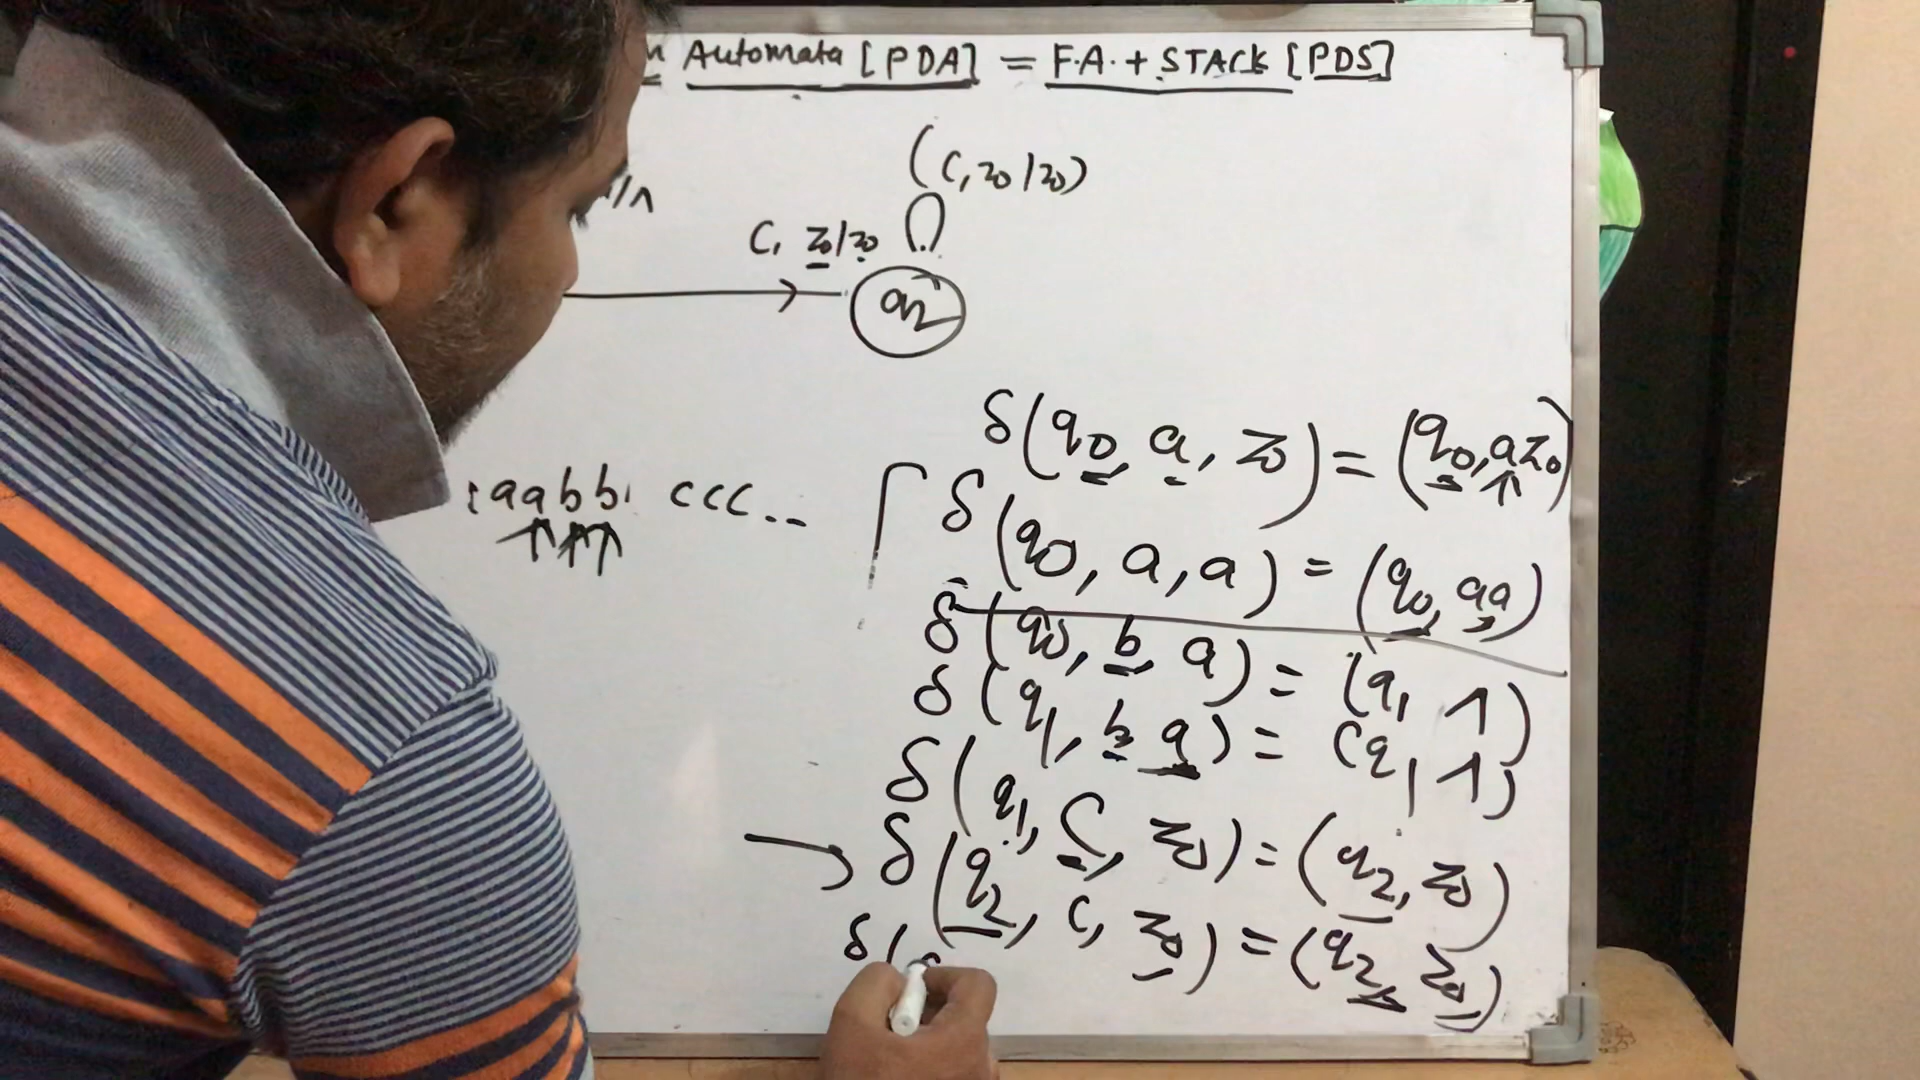 Automata [PDA] = F.A. + STACK [PDS]
(C, z0/z0)
/Λ
C, z0/z0
q2
δ(q0, a, z0) = (q0, az0)
aabb ccc..
δ(q0, a, a) = (q0, aa)
δ(q0, b, a) = (q1 Λ)
δ(q1, b a) = (q1 Λ)
δ(q1, C, z0) = (q2, z0)
δ(q2, c, z0) = (q2, z0)
δ(